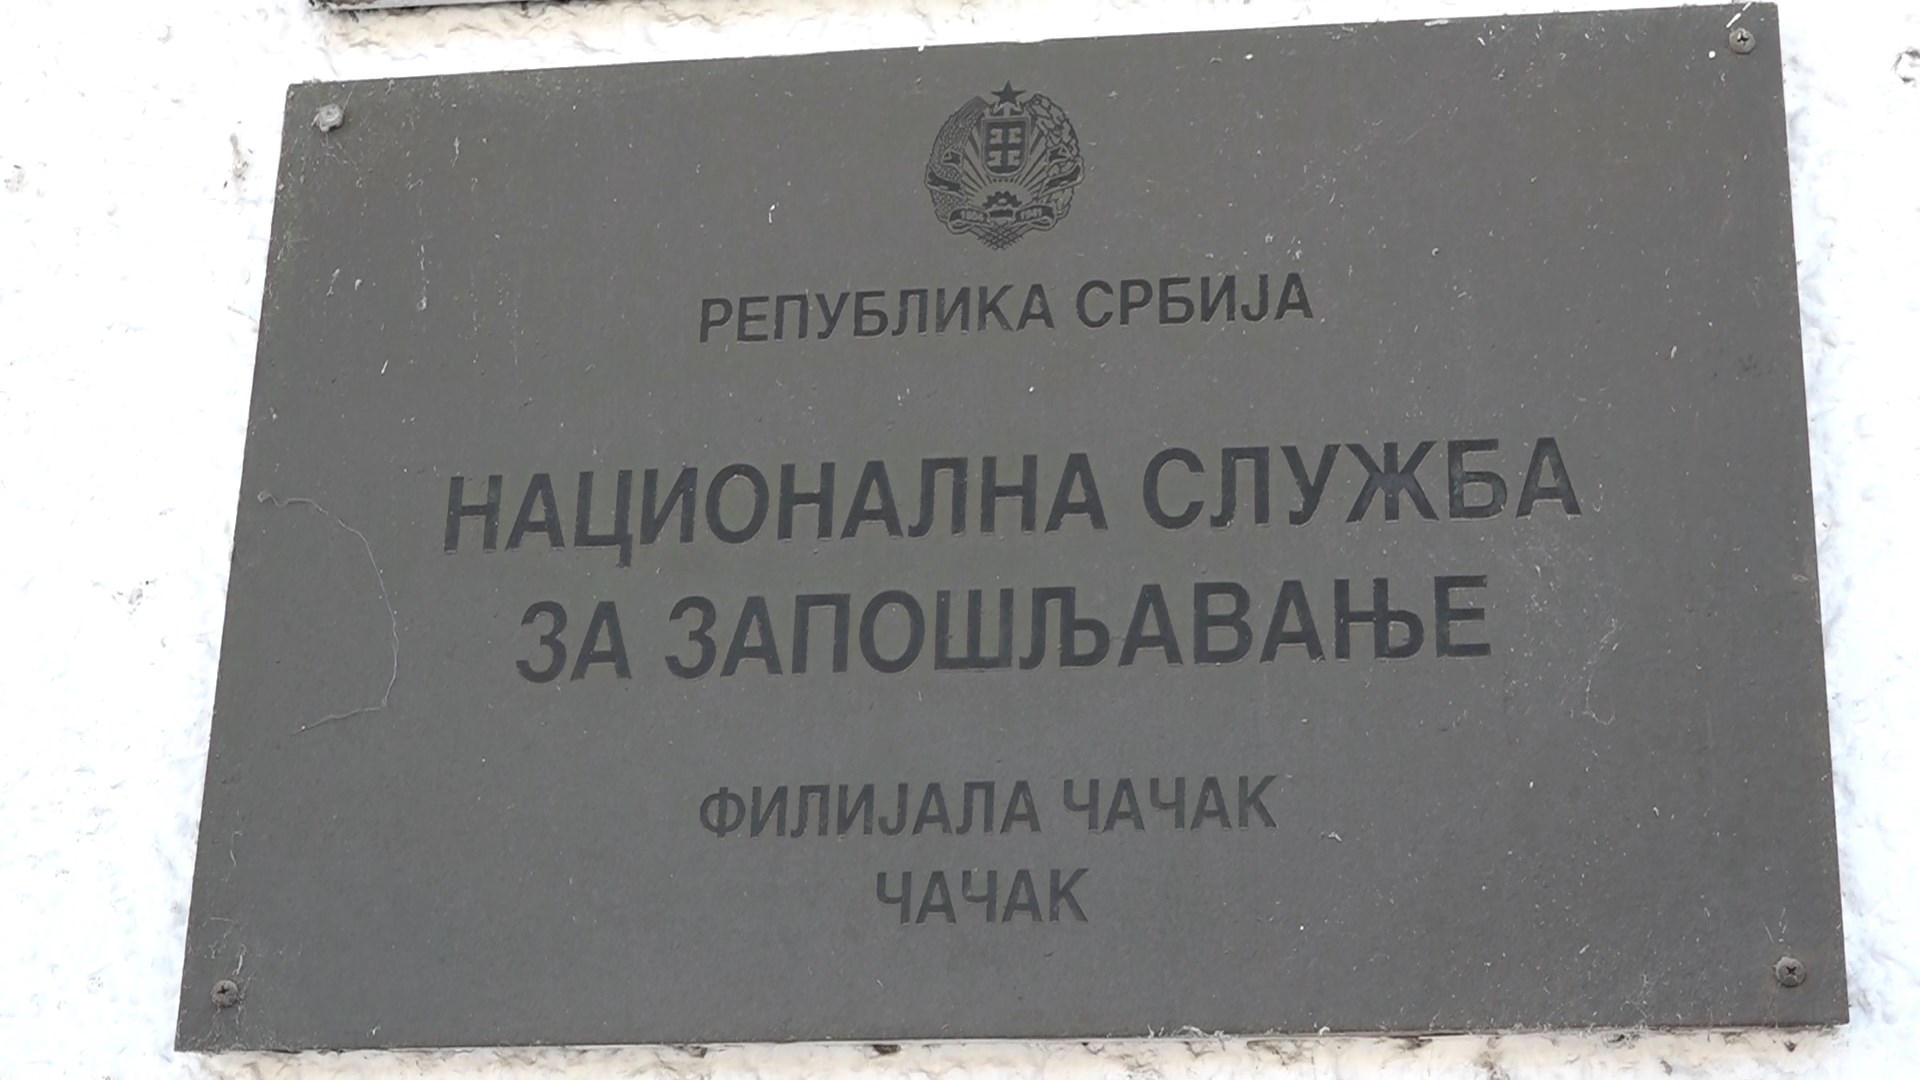 РЕПУБЛИКА СРБИЈА
НАЦИОНАЛНА СЛУЖБА
ЗА ЗАПОШЉАВАЊЕ
ФИЛИЈАЛА ЧАЧАК
ЧАЧАК